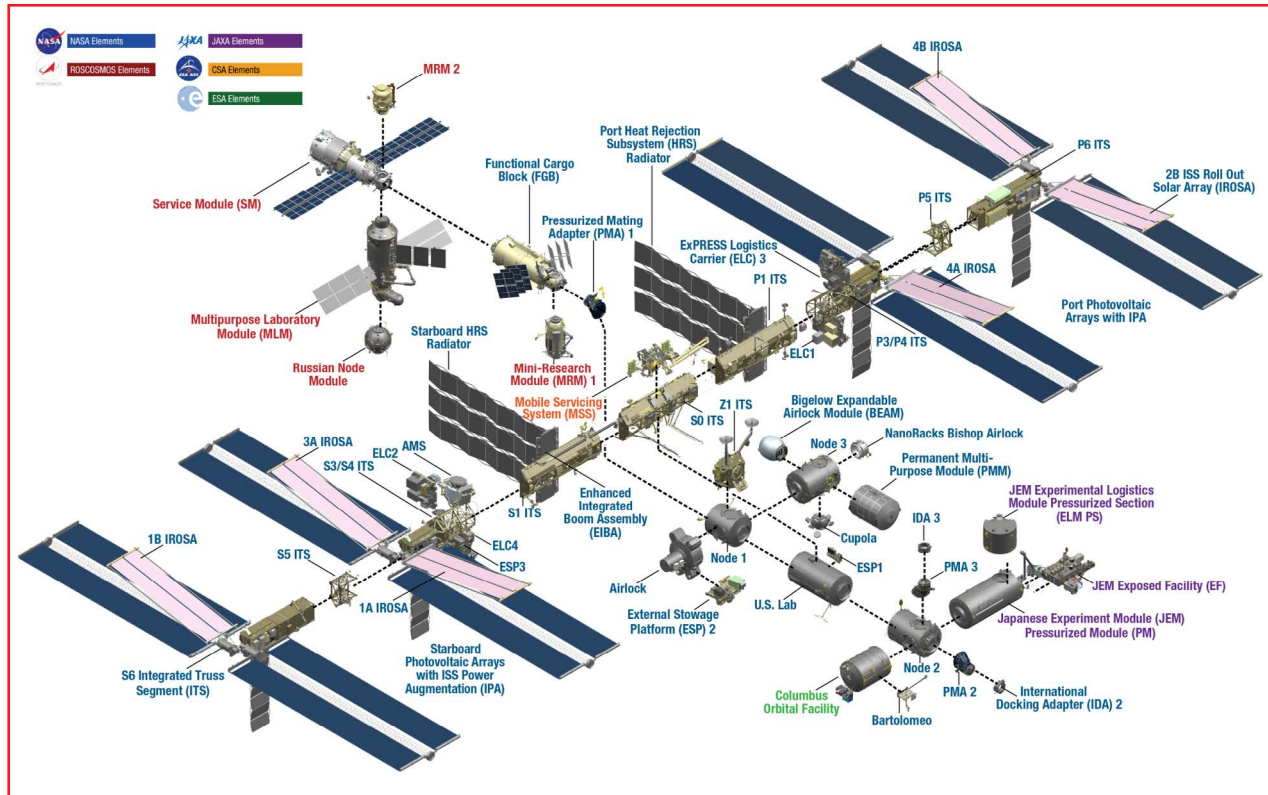 NASA
NASA Elements
ROSCOSMOS Elements
ROSCOSMOS
JAXA
JAXA Elements
CSA ASC
CSA Elements
esa
ESA Elements
MRM 2
Service Module (SM)
Multipurpose Laboratory
Module (MLM)
Russian Node
Module
Functional Cargo
Block (FGB)
Pressurized Mating
Adapter (PMA) 1
Mini-Research
Module (MRM) 1
Port Heat Rejection
Subsystem (HRS)
Radiator
ExPRESS Logistics
Carrier (ELC) 3
P1 ITS
4B IROSA
P6 ITS
2B ISS Roll Out
Solar Array (IROSA)
P5 ITS
4A IROSA
Port Photovoltaic
Arrays with IPA
P3/P4 ITS
ELC1
Starboard HRS
Radiator
Mobile Servicing
System (MSS)
S0 ITS
Z1 ITS
Bigelow Expandable
Airlock Module (BEAM)
Node 3
NanoRacks Bishop Airlock
Permanent Multi-
Purpose Module (PMM)
Cupola
JEM Experimental Logistics
Module Pressurized Section
(ELM PS)
IDA 3
PMA 3
JEM Exposed Facility (EF)
Japanese Experiment Module (JEM)
Pressurized Module (PM)
3A IROSA
S3/S4 ITS
ELC2
AMS
S1 ITS
Enhanced
Integrated
Boom Assembly
(EIBA)
ELC4
ESP3
1B IROSA
S5 ITS
1A IROSA
S6 Integrated Truss
Segment (ITS)
Starboard
Photovoltaic Arrays
with ISS Power
Augmentation (IPA)
Airlock
Node 1
External Stowage
Platform (ESP) 2
ESP1
U.S. Lab
Node 2
PMA 2
International
Docking Adapter (IDA) 2
Columbus
Orbital Facility
Bartolomeo